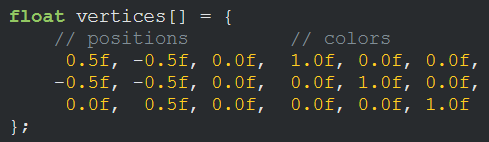 float vertices[] = {
    // positions         // colors
     0.5f, -0.5f, 0.0f,  1.0f, 0.0f, 0.0f,
    -0.5f, -0.5f, 0.0f,  0.0f, 1.0f, 0.0f,
     0.0f,  0.5f, 0.0f,  0.0f, 0.0f, 1.0f
};